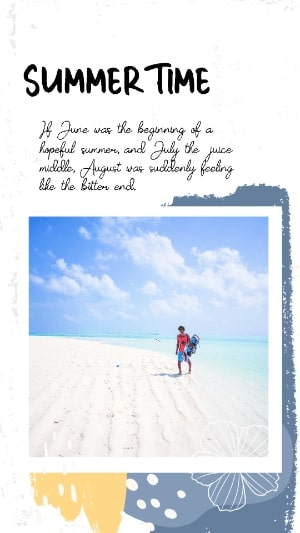 SUMMER TIME
If June was the beginning of a
hopeful summer, and July the juice
middle, August was suddenly feeling
like the bitter end.